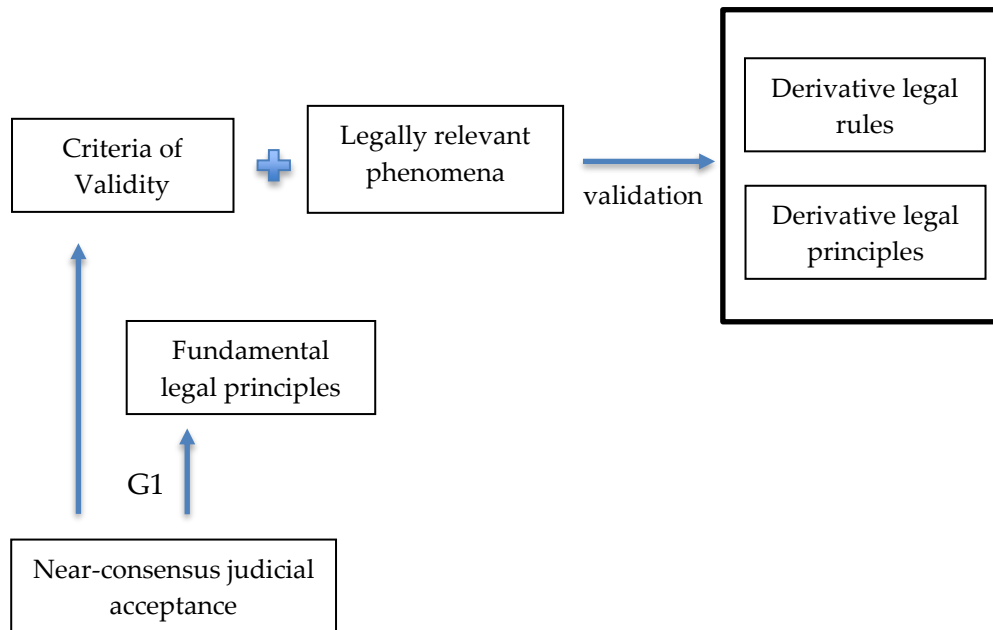 Derivative legal
rules
Criteria of
Validity
Legally relevant
phenomena
validation
Derivative legal
principles
Fundamental
legal principles
G1
Near-consensus judicial
acceptance